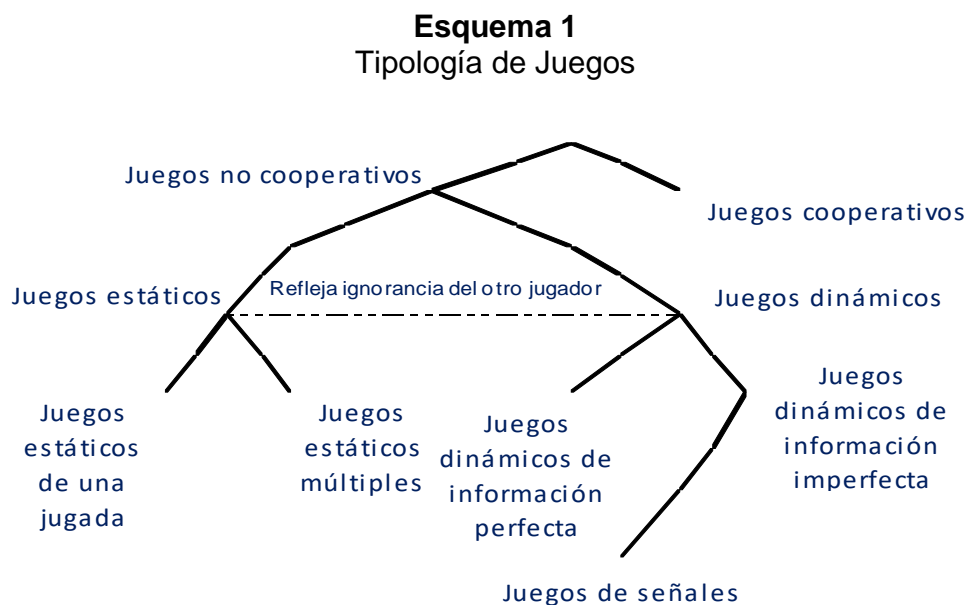 Esquema 1
Tipología de Juegos
Juegos no cooperativos
Juegos cooperativos
Juegos estáticos
Refleja ignorancia del otro jugador
Juegos dinámicos
Juegos
estáticos
de una
jugada
Juegos
estáticos
múltiples
Juegos
dinámicos de
información
perfecta
Juegos
dinámicos de
información
imperfecta
Juegos de señales